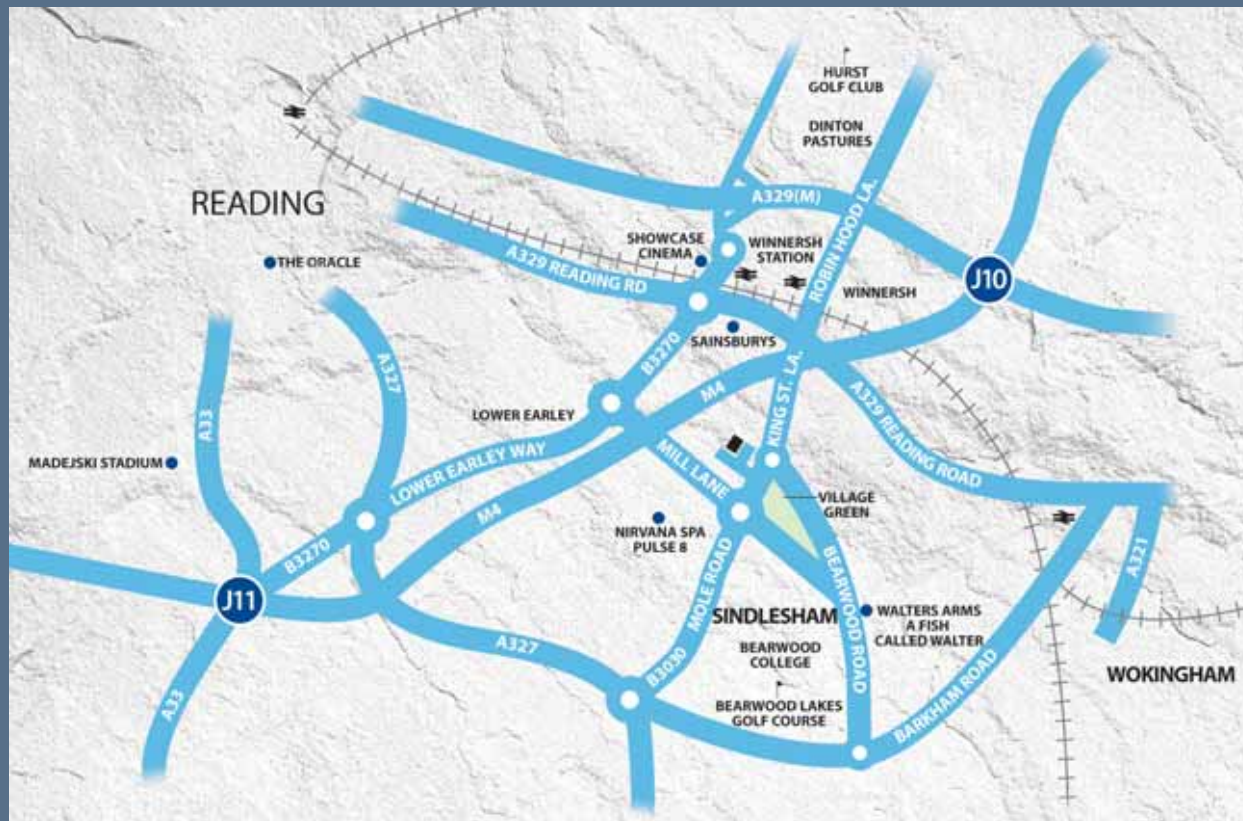 HURST
GOLF CLUB
DINTON
PASTURES
A329(M)
READING
SHOWCASE
CINEMA
WINNERSH
STATION
ROBIN HOOD LA.
A329 READING RD
THE ORACLE
J10
WINNERSH
SAINSBURYS
B3270
A327
A33
M4
KING ST. LA.
A329 READING ROAD
LOWER EARLEY
LOWER EARLEY WAY
MADEJSKI STADIUM
MILL LANE
VILLAGE
GREEN
M4
NIRVANA SPA
PULSE 8
B3270
A321
J11
MOLE ROAD
BEARWOOD ROAD
SINDLESHAM
WALTERS ARMS
A FISH
CALLED WALTER
A327
BEARWOOD
COLLEGE
B3030
WOKINGHAM
BEARWOOD LAKES
GOLF COURSE
BARKHAM ROAD
A33